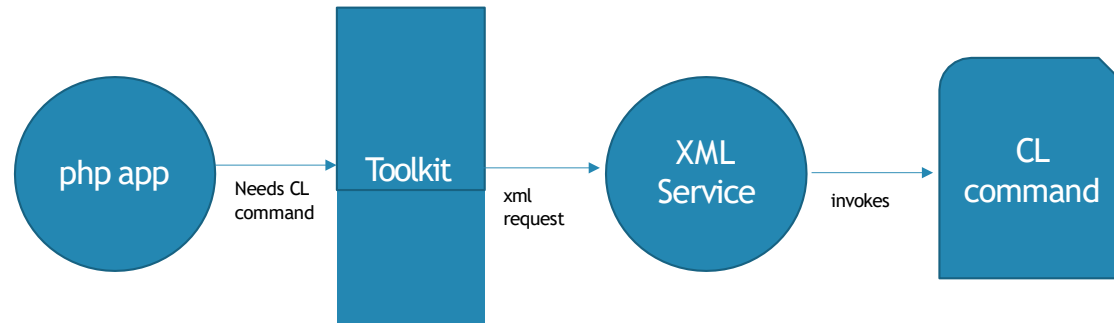 php app
Needs CL
command
Toolkit
xml
request
XML
Service
invokes
CL
command